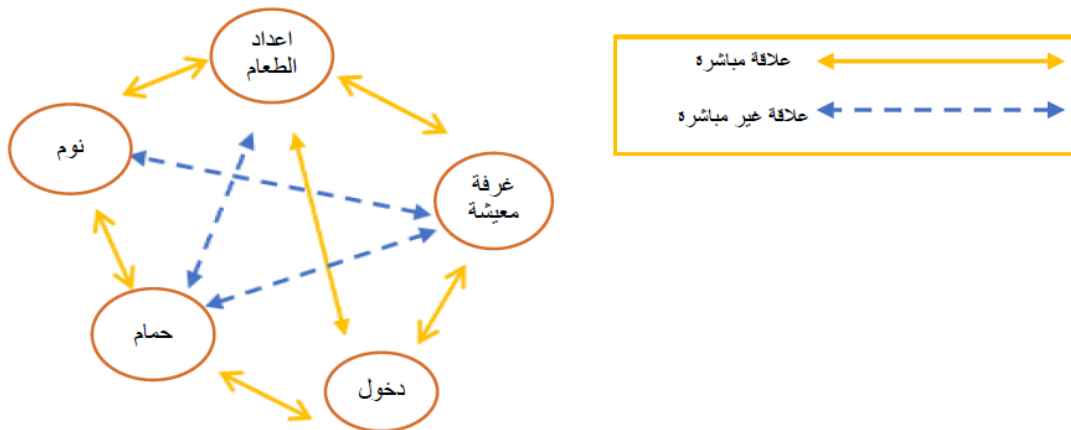 اعداد
الطعام
علاقة مباشره
علاقة غير مباشره
نوم
غرفة
معيشة
حمام
دخول